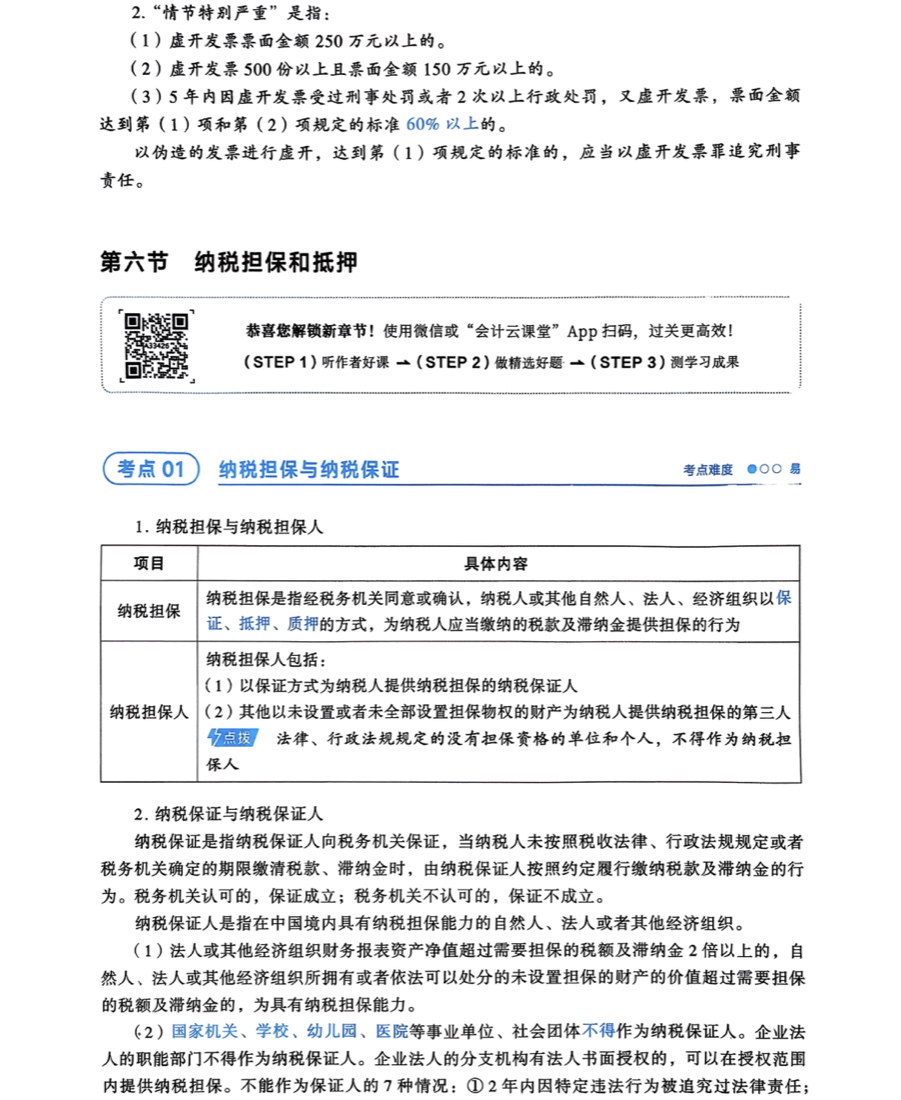 2.“情节特别严重”是指：
（1）虚开发票票面金额 250 万元以上的。
（2）虚开发票 500 份以上且票面金额 150 万元以上的。
（3）5 年内因虚开发票受过刑事处罚或者 2 次以上行政处罚，又虚开发票，票面金额
达到第（1）项和第（2）项规定的标准 60% 以上的。
以伪造的发票进行虚开，达到第（1）项规定的标准的，应当以虚开发票罪追究刑事
责任。
第六节 纳税担保和抵押
恭喜您解锁新章节！使用微信或“会计云课堂”App 扫码，过关更高效！
（STEP 1）听作者好课 ⇀（STEP 2）做精选好题 ⇀（STEP 3）测学习成果
考点 01 纳税担保与纳税保证 考点难度 ●○○ 易
1. 纳税担保与纳税担保人
项目 具体内容
纳税担保 纳税担保是指经税务机关同意或确认，纳税人或其他自然人、法人、经济组织以保
证、抵押、质押的方式，为纳税人应当缴纳的税款及滞纳金提供担保的行为
纳税担保人 纳税担保人包括：
（1）以保证方式为纳税人提供纳税担保的纳税保证人
（2）其他以未设置或者未全部设置担保物权的财产为纳税人提供纳税担保的第三人
点拨 法律、行政法规规定的没有担保资格的单位和个人，不得作为纳税担
保人
2. 纳税保证与纳税保证人
纳税保证是指纳税保证人向税务机关保证，当纳税人未按照税收法律、行政法规规定或者
税务机关确定的期限缴清税款、滞纳金时，由纳税保证人按照约定履行缴纳税款及滞纳金的行
为。税务机关认可的，保证成立；税务机关不认可的，保证不成立。
纳税保证人是指在中国境内具有纳税担保能力的自然人、法人或者其他经济组织。
（1）法人或其他经济组织财务报表资产净值超过需要担保的税额及滞纳金 2 倍以上的，自
然人、法人或其他经济组织所拥有或者依法可以处分的未设置担保的财产的价值超过需要担保
的税额及滞纳金的，为具有纳税担保能力。
（2）国家机关、学校、幼儿园、医院等事业单位、社会团体不得作为纳税保证人。企业法
人的职能部门不得作为纳税保证人。企业法人的分支机构有法人书面授权的，可以在授权范围
内提供纳税担保。不能作为保证人的 7 种情况：①2 年内因特定违法行为被追究过法律责任；